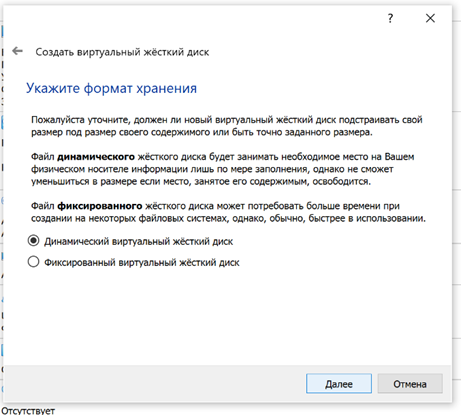 Создать виртуальный жёсткий диск
Укажите формат хранения
Пожалуйста уточните, должен ли новый виртуальный жёсткий диск подстраивать свой
размер под размер своего содержимого или быть точно заданного размера.
Файл динамического жёсткого диска будет занимать необходимое место на Вашем
физическом носителе информации лишь по мере заполнения, однако не сможет
уменьшиться в размере если место, занятое его содержимым, освободится.
Файл фиксированного жёсткого диска может потребовать больше времени при
создании на некоторых файловых системах, однако, обычно, быстрее в использовании.
Динамический виртуальный жёсткий диск
Фиксированный виртуальный жёсткий диск
Далее
Отмена
Отсутствует